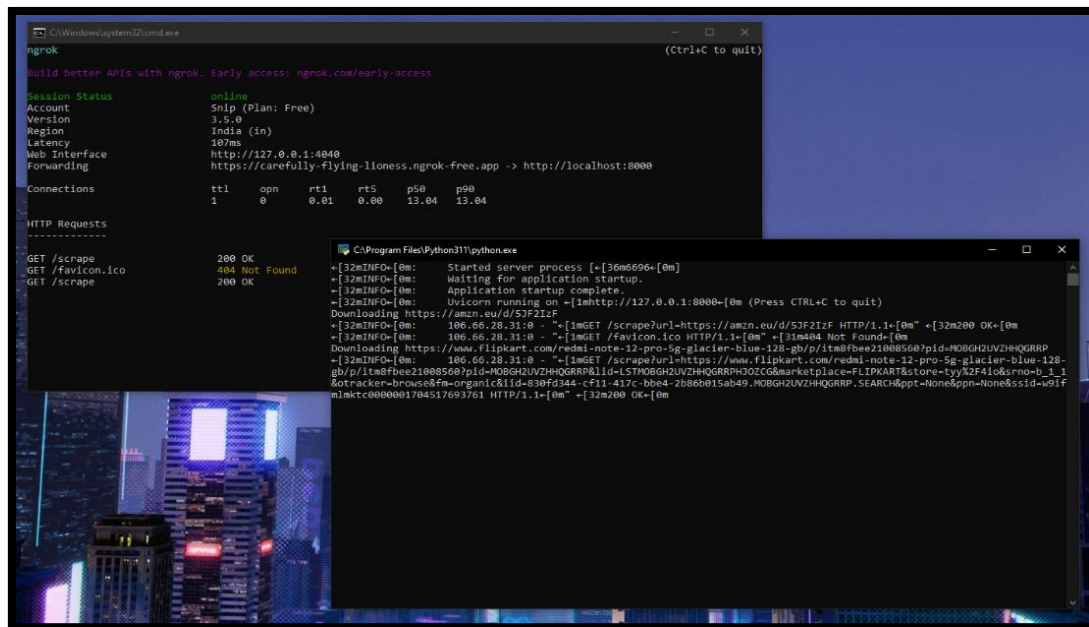 C:\Windows\system32\cmd.exe
ngrok (Ctrl+C to quit)
Build better APIs with ngrok. Early access: ngrok.com/early-access
Session Status online
Account Snip (Plan: Free)
Version 3.5.0
Region India (in)
Latency 107ms
Web Interface http://127.0.0.1:4040
Forwarding https://carefully-flying-lioness.ngrok-free.app -> http://localhost:8000
Connections ttl opn rt1 rt5 p50 p90
1 0 0.01 0.00 13.04 13.04
HTTP Requests
-------------
GET /scrape 200 OK
GET /favicon.ico 404 Not Found
GET /scrape 200 OK
C:\Program Files\Python311\python.exe
←[32mINFO←[0m: Started server process [←[36m6696←[0m]
←[32mINFO←[0m: Waiting for application startup.
←[32mINFO←[0m: Application startup complete.
←[32mINFO←[0m: Uvicorn running on ←[1mhttp://127.0.0.1:8000←[0m (Press CTRL+C to quit)
Downloading https://amzn.eu/d/5JF2IzF
←[32mINFO←[0m: 106.66.28.31:0 - "←[1mGET /scrape?url=https://amzn.eu/d/5JF2IzF HTTP/1.1←[0m" ←[32m200 OK←[0m
←[32mINFO←[0m: 106.66.28.31:0 - "←[1mGET /favicon.ico HTTP/1.1←[0m" ←[31m404 Not Found←[0m
Downloading https://www.flipkart.com/redmi-note-12-pro-5g-glacier-blue-128-gb/p/itm8fbee21008560?pid=MOBGH2UVZHHQGRRP
←[32mINFO←[0m: 106.66.28.31:0 - "←[1mGET /scrape?url=https://www.flipkart.com/redmi-note-12-pro-5g-glacier-blue-128-
gb/p/itm8fbee21008560?pid=MOBGH2UVZHHQGRRP&lid=LSTMOBGH2UVZHHQGRRPHJOZCG&marketplace=FLIPKART&store=tyy%2F4io&srno=b_1_1
&otracker=browse&fm=organic&iid=830fd344-cf11-417c-bbe4-2b86b015ab49.MOBGH2UVZHHQGRRP.SEARCH&ppt=None&ppn=None&ssid=w9if
mlmktc0000001704517693761 HTTP/1.1←[0m" ←[32m200 OK←[0m